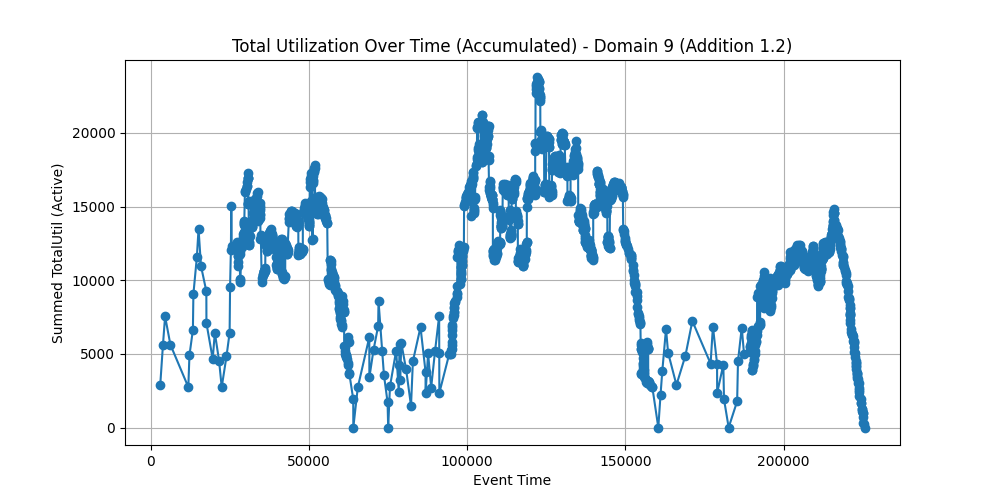 Total Utilization Over Time (Accumulated) - Domain 9 (Addition 1.2)
Summed TotalUtil (Active)
20000
15000
10000
5000
0
0 50000 100000 150000 200000
Event Time